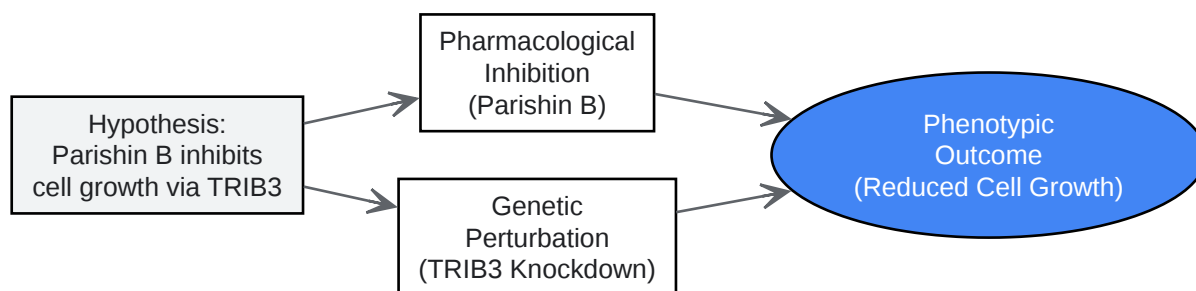 Hypothesis:
Parishin B inhibits
cell growth via TRIB3
Pharmacological
Inhibition
(Parishin B)
Genetic
Perturbation
(TRIB3 Knockdown)
Phenotypic
Outcome
(Reduced Cell Growth)